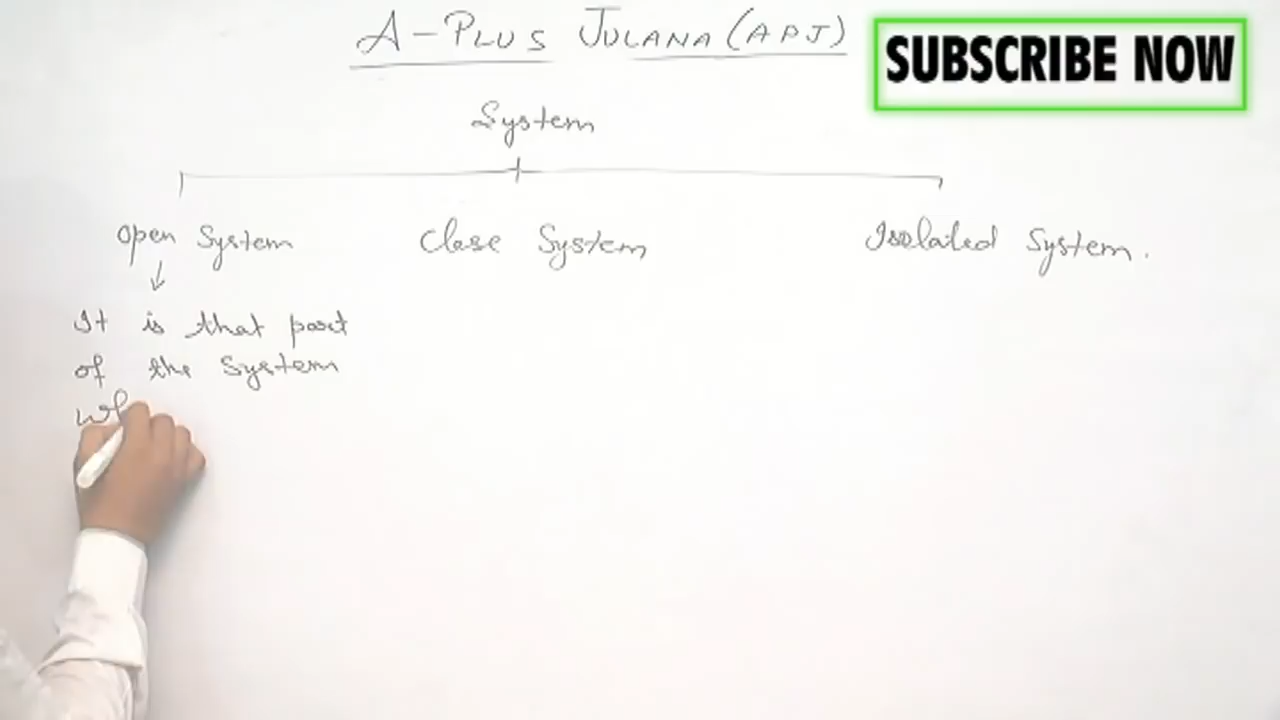 A-PLUS JULANA (APJ)
SUBSCRIBE NOW
System
Open System Close System Isolated System.
It is that part
of the System
wh